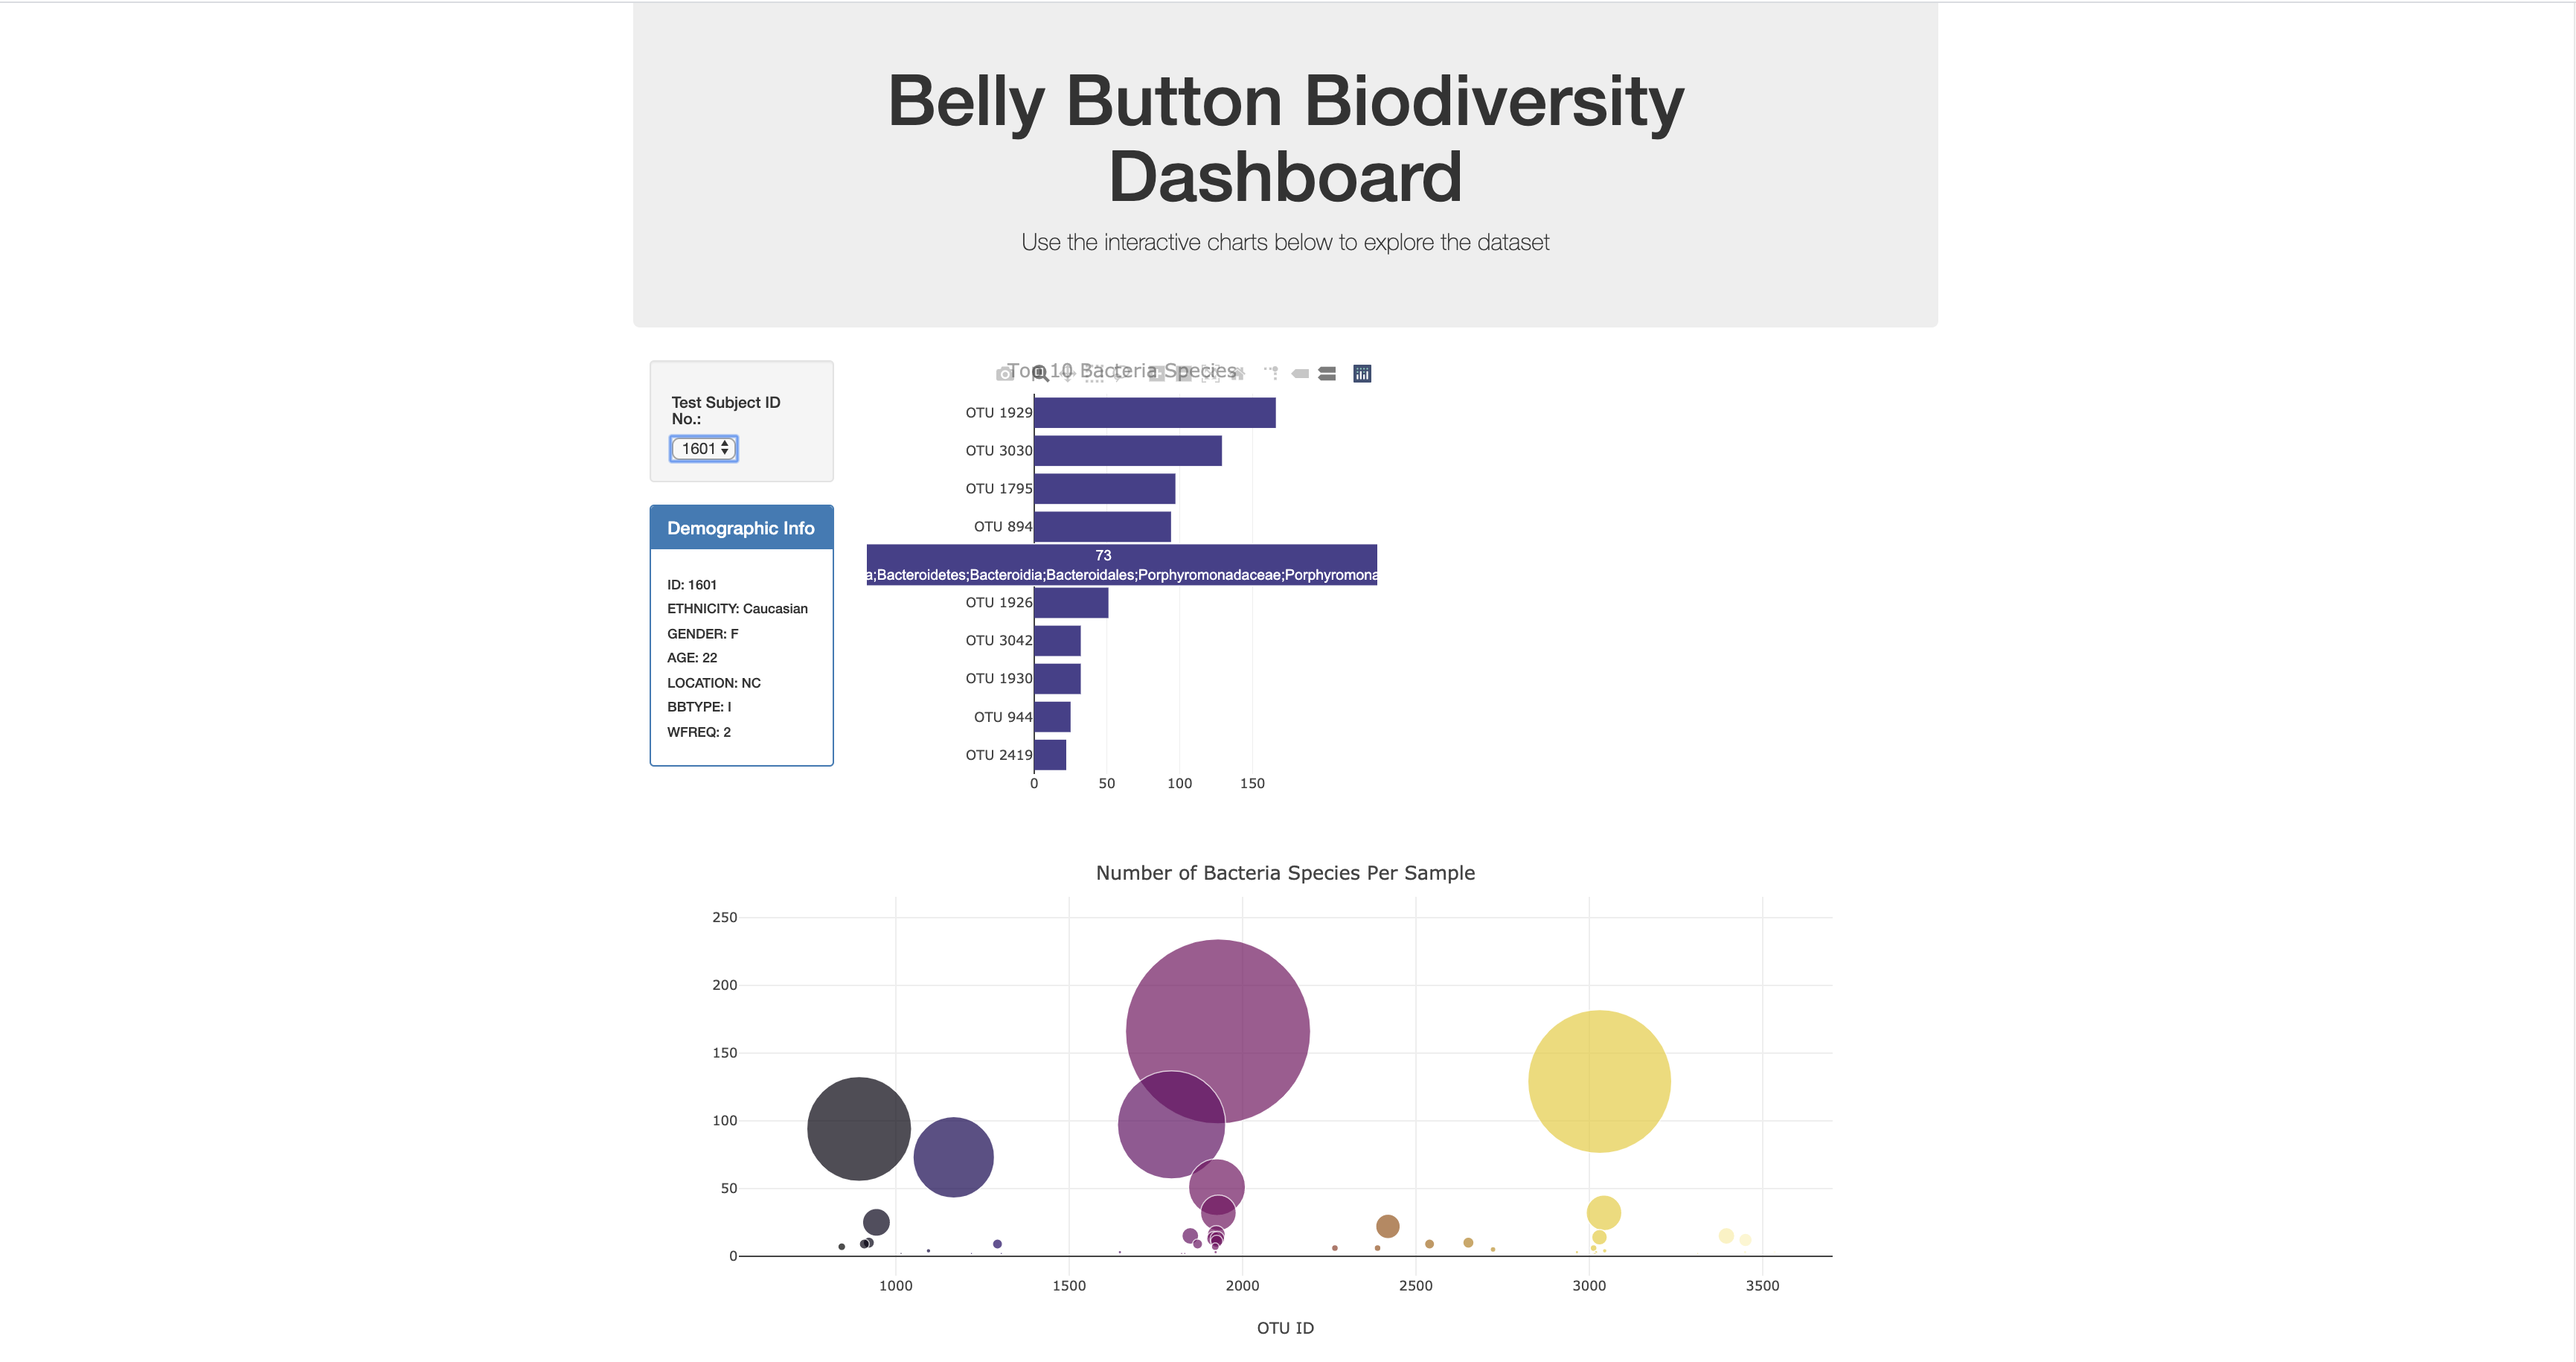 Belly Button Biodiversity
Dashboard
Use the interactive charts below to explore the dataset
Test Subject ID
No.:
1601
Demographic Info
ID: 1601
ETHNICITY: Caucasian
GENDER: F
AGE: 22
LOCATION: NC
BBTYPE: I
WFREQ: 2
Top 10 Bacteria Species
OTU 1929
OTU 3030
OTU 1795
OTU 894
73
a;Bacteroidetes;Bacteroidia;Bacteroidales;Porphyromonadaceae;Porphyromona
OTU 1926
OTU 3042
OTU 1930
OTU 944
OTU 2419
0 50 100 150
Number of Bacteria Species Per Sample
250
200
150
100
50
0
1000 1500 2000 2500 3000 3500
OTU ID